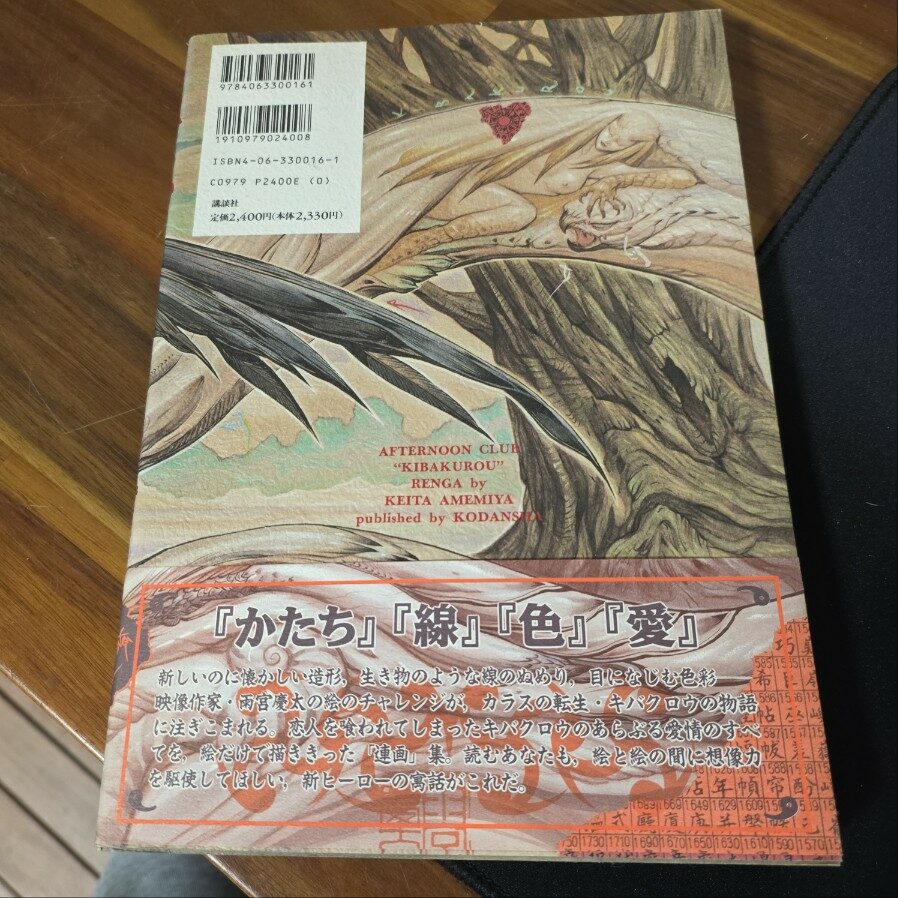 9784063300161
1910979024008
ISBN4-06-330016-1
C0979 P2400E (0)
講談社
定価2,400円(本体2,330円)
AFTERNOON CLUB
“KIBAKUROU”
RENGA by
KEITA AMEMIYA
published by KODANSHA
『かたち』『線』『色』『愛』
新しいのに懐かしい造形，生き物のような線のぬめり，目になじむ色彩
映像作家・雨宮慶太の絵のチャレンジが，カラスの転生・キバクロウの物語
に注ぎこまれる。恋人を喰われてしまったキバクロウのあらぶる愛情のすべ
てを，絵だけで描ききった「連画」集。読むあなたも，絵と絵の間に想像力
を駆使してほしい，新ヒーローの寓話がこれだ。